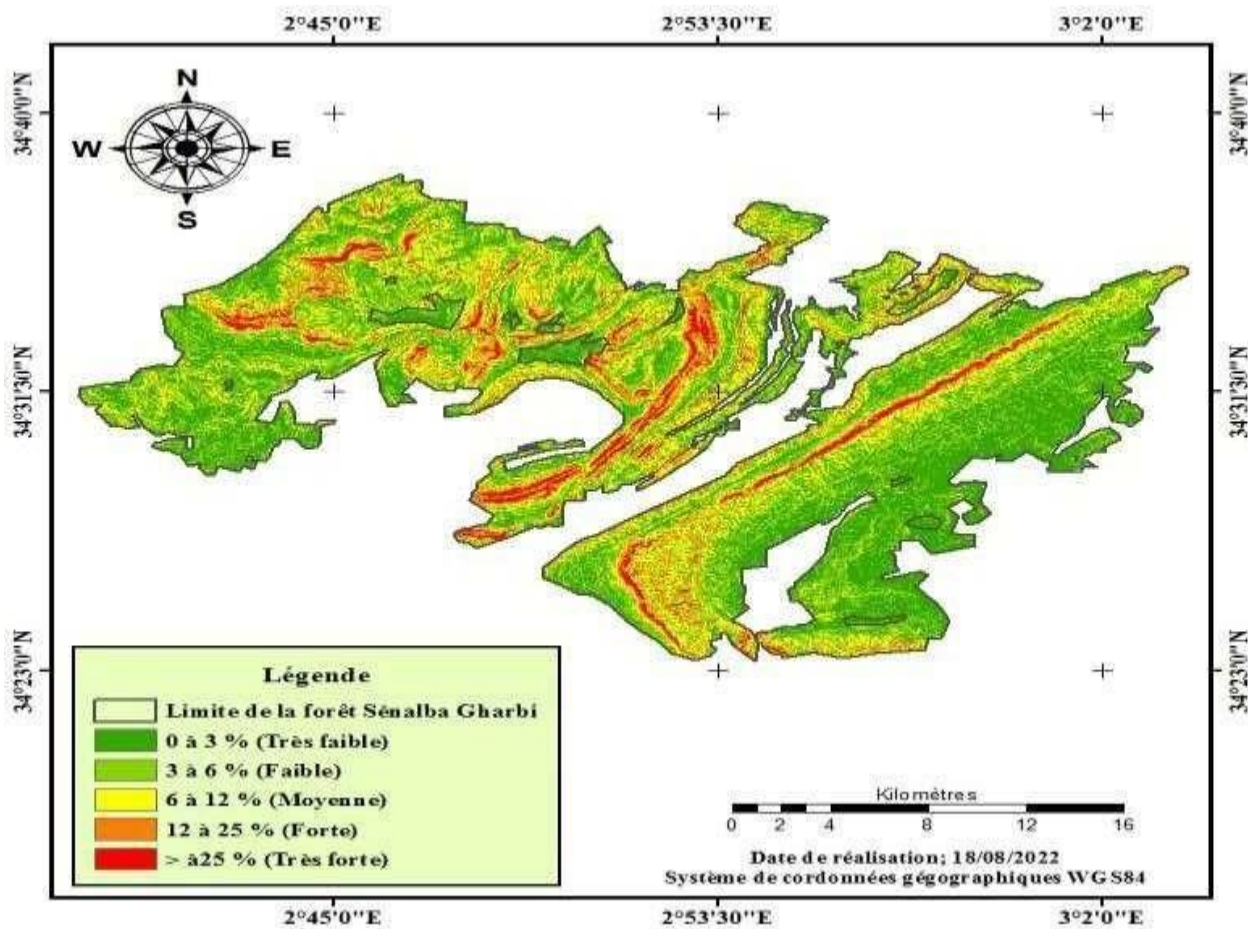 2°45'0"E
2°53'30"E
3°2'0"E
34°40'0"N
34°40'0"N
N
W
E
S
34°31'30"N
34°31'30"N
34°23'0"N
34°23'0"N
Légende
Limite de la forêt Sénalba Gharbi
0 à 3 % (Très faible)
3 à 6 % (Faible)
6 à 12 % (Moyenne)
12 à 25 % (Forte)
> à25 % (Très forte)
Kilomètres
0 2 4 8 12 16
Date de réalisation; 18/08/2022
Système de cordonnées gégographiques WGS84
2°45'0"E
2°53'30"E
3°2'0"E